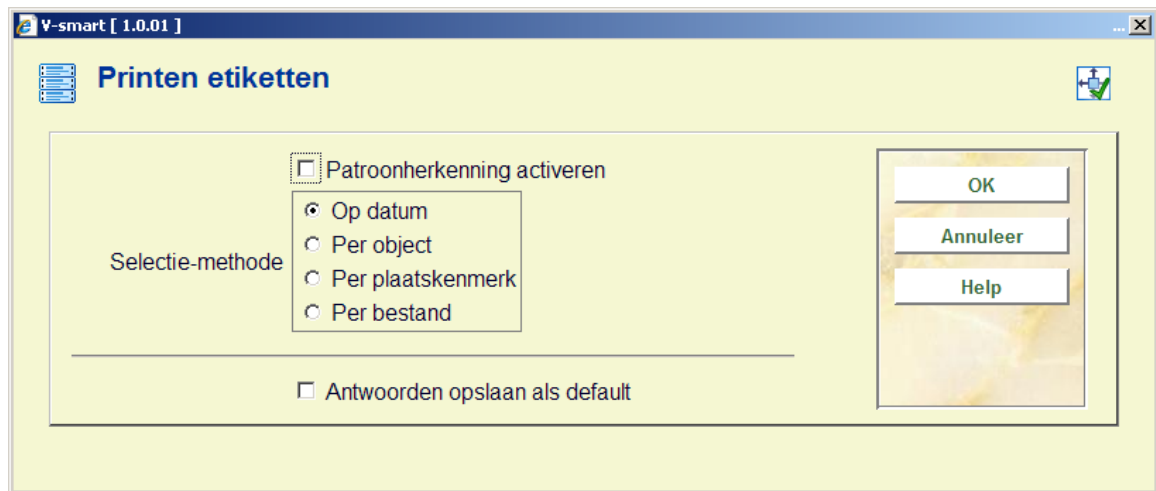 V-smart [ 1.0.01 ]
...
Printen etiketten
Patroonherkenning activeren
Selectie-methode
Op datum
Per object
Per plaatskenmerk
Per bestand
Antwoorden opslaan als default
OK
Annuleer
Help